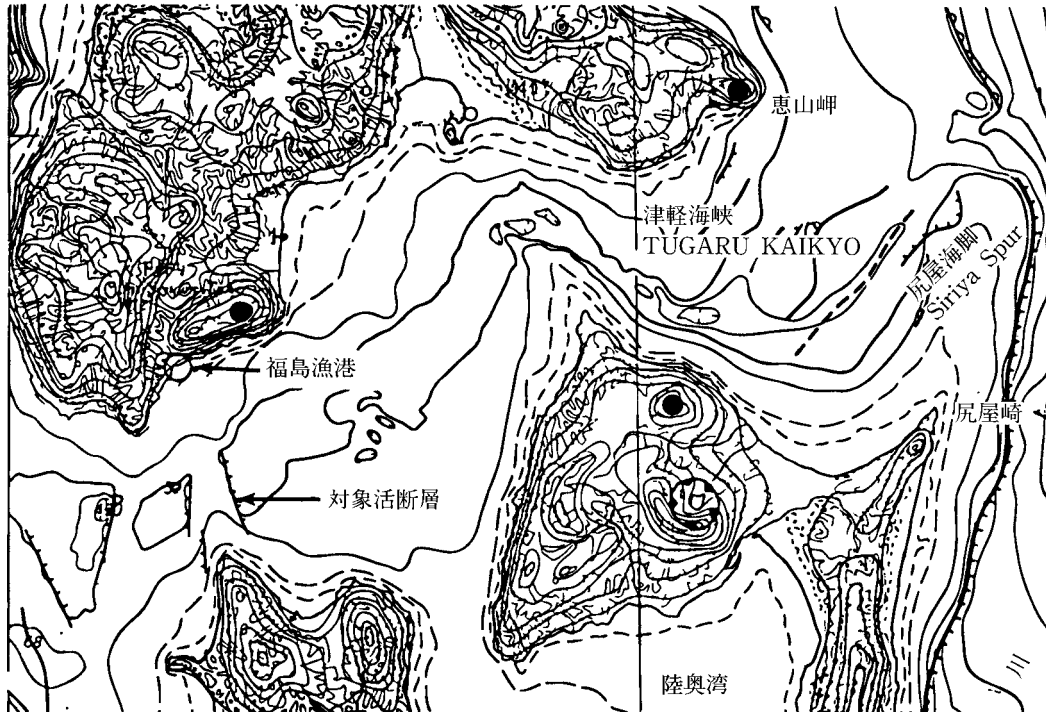 恵山岬
津軽海峡
TUGARU KAIKYO
尻屋海脚
Siriya Spur
福島漁港
尻屋崎
対象活断層
陸奥湾